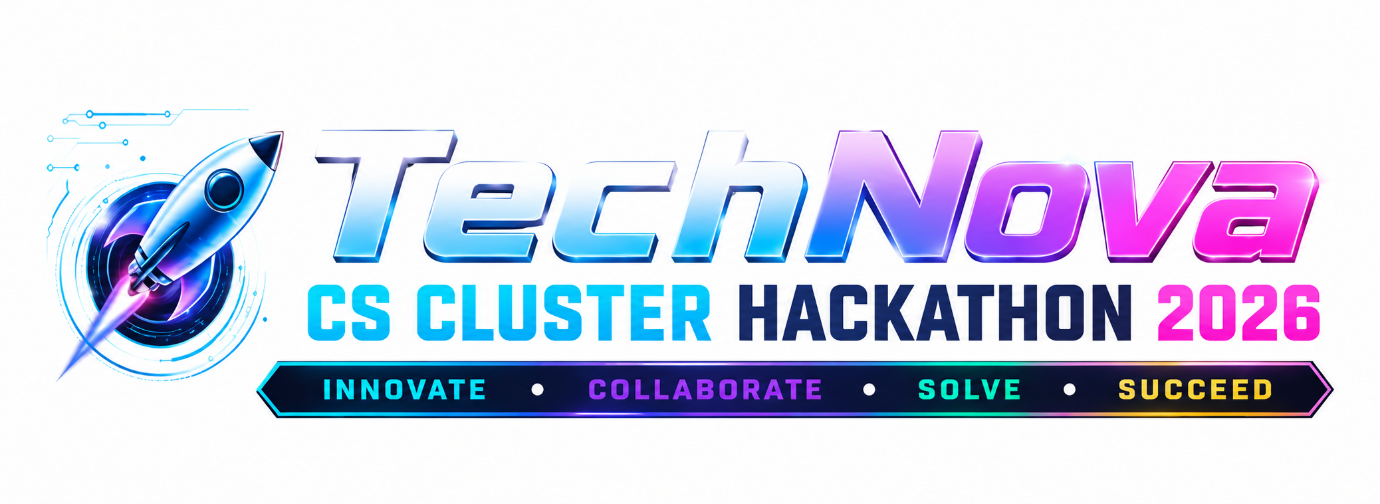 TechNova
CS CLUSTER HACKATHON 2026
INNOVATE • COLLABORATE • SOLVE • SUCCEED